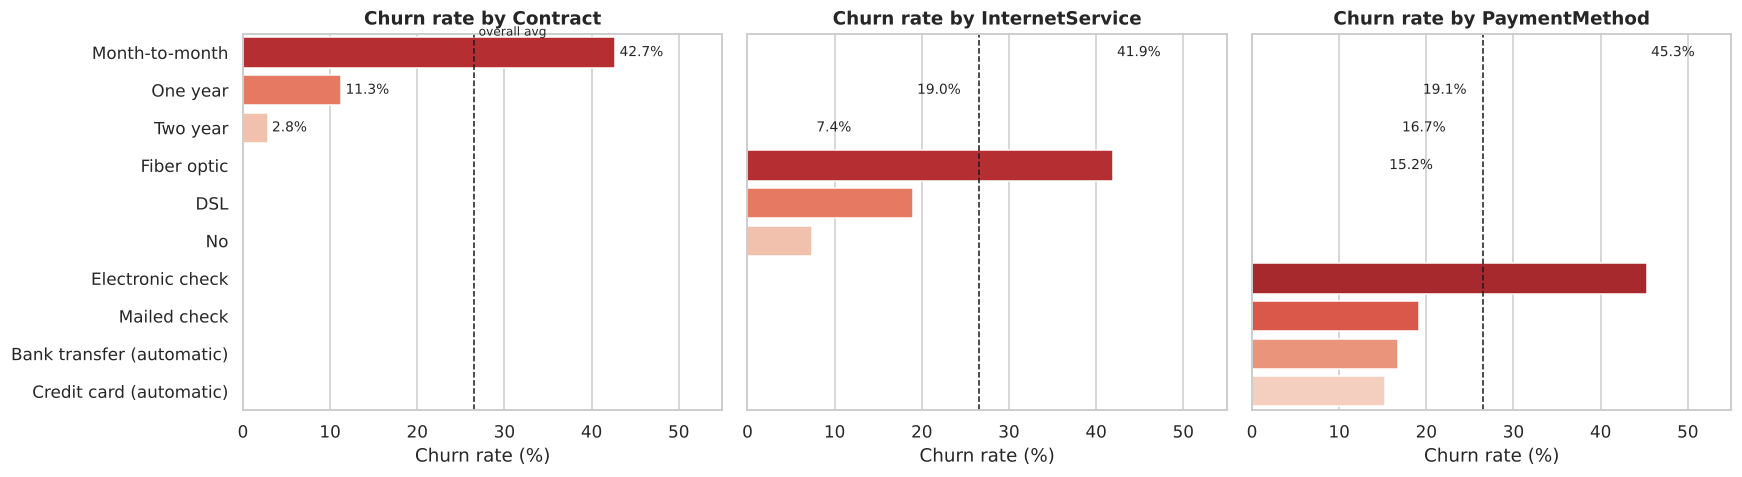 Churn rate by Contract
Churn rate by InternetService
Churn rate by PaymentMethod
overall avg
Month-to-month 42.7% 41.9% 45.3%
One year 11.3% 19.0% 19.1%
Two year 2.8% 7.4% 16.7%
Fiber optic 15.2%
DSL
No
Electronic check
Mailed check
Bank transfer (automatic)
Credit card (automatic)
0 10 20 30 40 50 0 10 20 30 40 50 0 10 20 30 40 50
Churn rate (%) Churn rate (%) Churn rate (%)